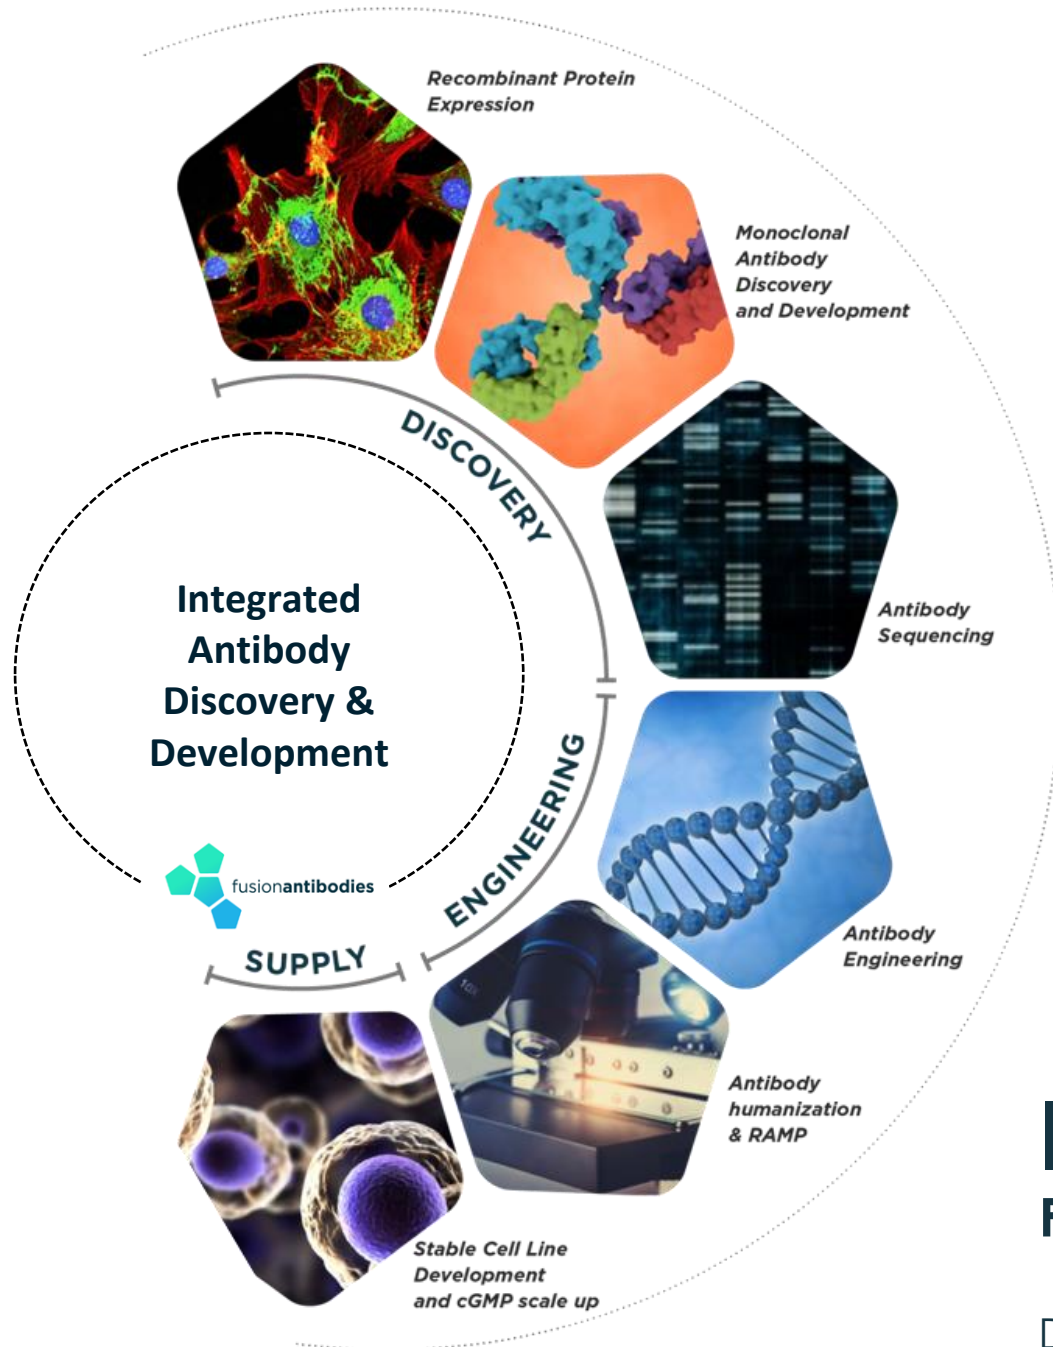 Recombinant Protein
Expression
Monoclonal
Antibody
Discovery
and Development
DISCOVERY
Antibody
Sequencing
Integrated
Antibody
Discovery &
Development
ENGINEERING
fusionantibodies
Antibody
Engineering
SUPPLY
10X
Antibody
humanization
& RAMP
Stable Cell Line
Development
and cGMP scale up